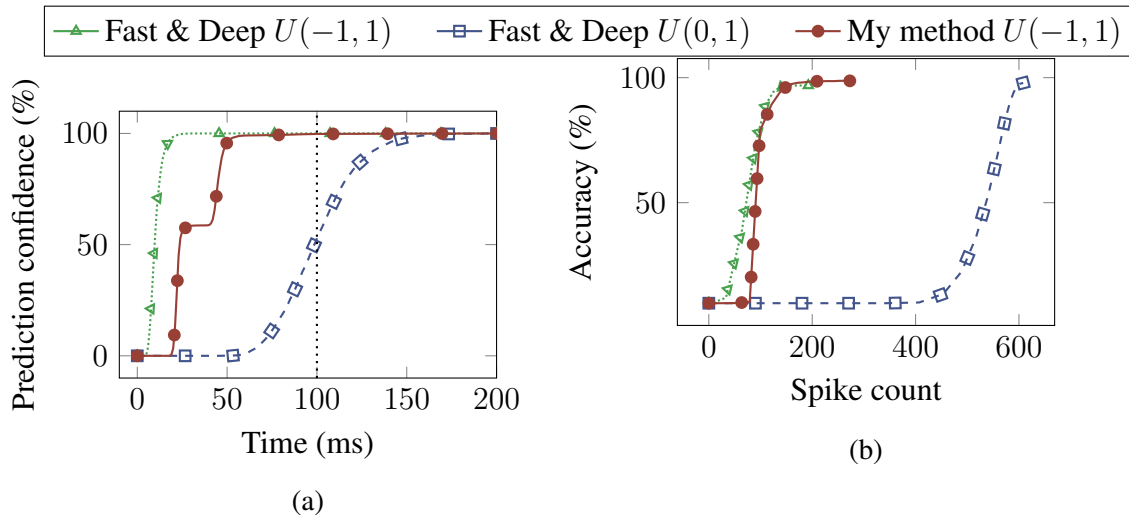 Fast & Deep U(−1, 1) Fast & Deep U(0, 1) My method U(−1, 1)
Prediction confidence (%)
100
50
0
0 50 100 150 200
Time (ms)
(a)
Accuracy (%)
100
50
0 200 400 600
Spike count
(b)